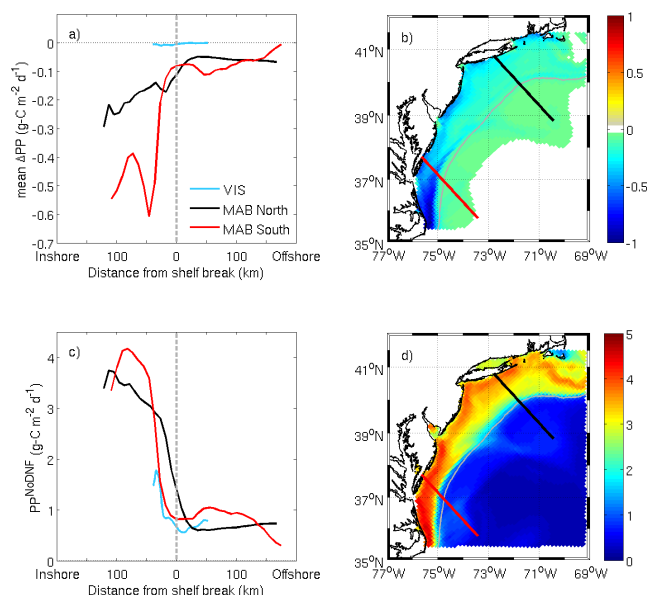 a)
0
-0.1
-0.2
-0.3
-0.4
-0.5
-0.6
-0.7
mean ΔPP (g-C m-2 d-1)
VIS
MAB North
MAB South
Inshore 100 0 100 Offshore
Distance from shelf break (km)
b)
41°N
39°N
37°N
35°N
77°W 75°W 73°W 71°W 69°W
1
0.5
0
-0.5
-1
c)
4
3
2
1
0
PPNoDNF (g-C m-2 d-1)
Inshore 100 0 100 Offshore
Distance from shelf break (km)
d)
41°N
39°N
37°N
35°N
77°W 75°W 73°W 71°W 69°W
5
4
3
2
1
0